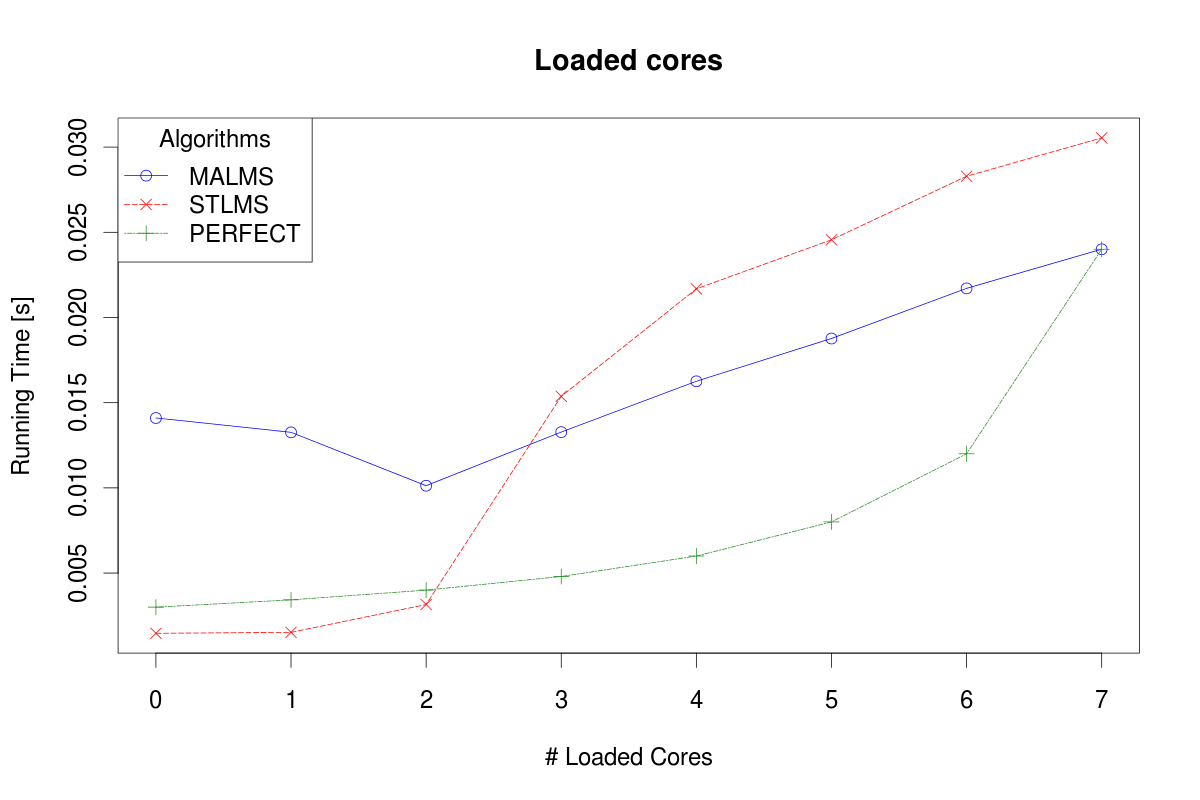 Loaded cores
Algorithms
MALMS
STLMS
PERFECT
Running Time [s]
0.030
0.025
0.020
0.015
0.010
0.005
0 1 2 3 4 5 6 7
# Loaded Cores